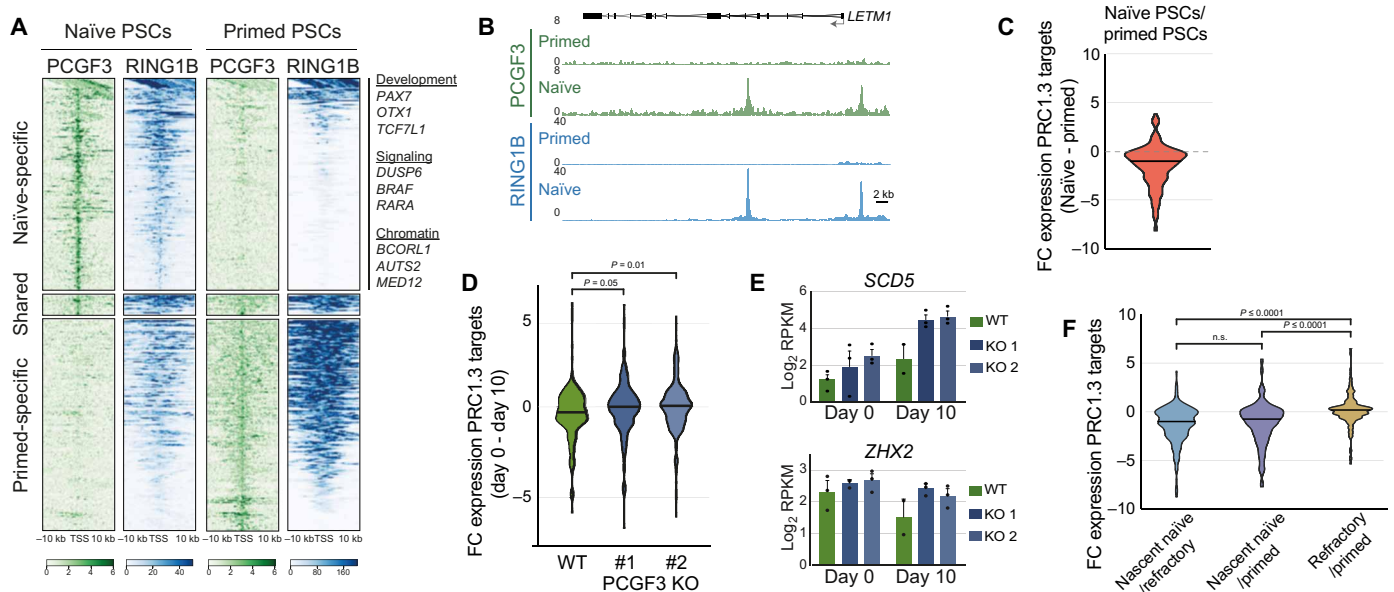 A
Naïve PSCs
Primed PSCs
PCGF3
RING1B
PCGF3
RING1B
Naïve-specific
Shared
Primed-specific
Development
PAX7
OTX1
TCF7L1
Signaling
DUSP6
BRAF
RARA
Chromatin
BCORL1
AUTS2
MED12
–10 kb TSS 10 kb
–10 kb TSS 10 kb
–10 kb TSS 10 kb
–10 kb TSS 10 kb
0 2 4 6
0 20 40
0 2 4 6
0 80 160
B
LETM1
PCGF3
8
Primed
0
8
Naïve
0
RING1B
40
Primed
0
40
Naïve
0
2 kb
C
Naïve PSCs/
primed PSCs
FC expression PRC1.3 targets
(Naïve - primed)
10
5
0
–5
–10
D
P = 0.01
P = 0.05
FC expression PRC1.3 targets
(day 0 - day 10)
5
0
–5
WT
#1
#2
PCGF3 KO
E
SCD5
Log2 RPKM
6
4
2
0
Day 0
Day 10
WT
KO 1
KO 2
ZHX2
Log2 RPKM
3
2
1
0
Day 0
Day 10
WT
KO 1
KO 2
F
P ≤ 0.0001
n.s.
P ≤ 0.0001
FC expression PRC1.3 targets
10
5
0
–5
–10
Nascent naïve
/refractory
Nascent naïve
/primed
Refractory
/primed